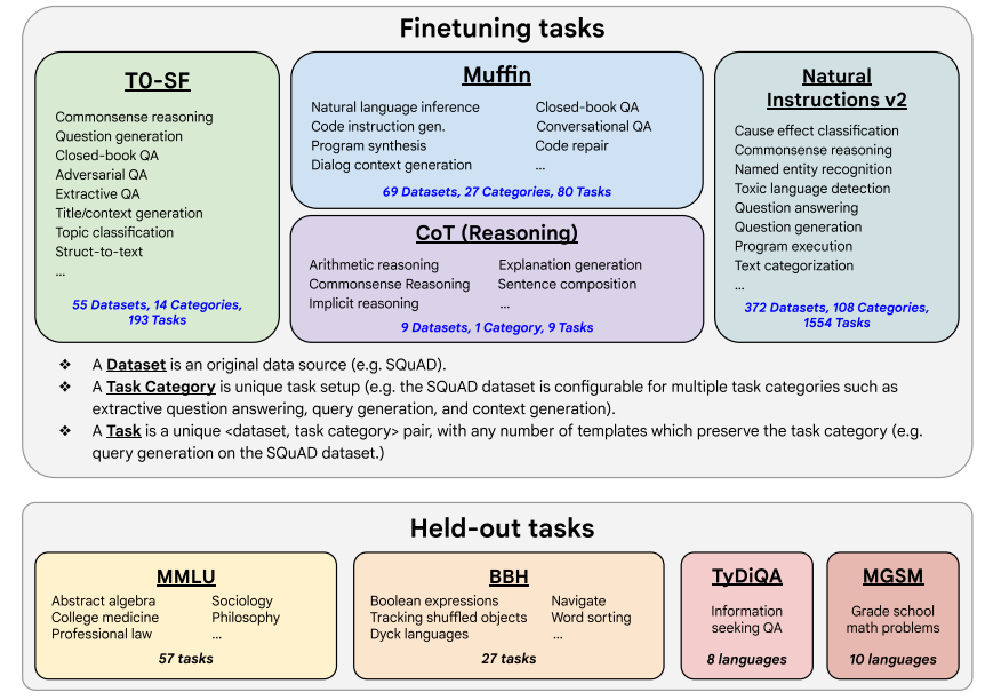 Finetuning tasks
TO-SF
Commonsense reasoning
Question generation
Closed-book QA
Adversarial QA
Extractive QA
Title/context generation
Topic classification
Struct-to-text
...
55 Datasets, 14 Categories,
193 Tasks
Muffin
Natural language inference
Code instruction gen.
Program synthesis
Dialog context generation
Closed-book QA
Conversational QA
Code repair
...
69 Datasets, 27 Categories, 80 Tasks
CoT (Reasoning)
Arithmetic reasoning
Commonsense Reasoning
Implicit reasoning
Explanation generation
Sentence composition
...
9 Datasets, 1 Category, 9 Tasks
Natural
Instructions v2
Cause effect classification
Commonsense reasoning
Named entity recognition
Toxic language detection
Question answering
Question generation
Program execution
Text categorization
...
372 Datasets, 108 Categories,
1554 Tasks
❖ A Dataset is an original data source (e.g. SQuAD).
❖ A Task Category is unique task setup (e.g. the SQuAD dataset is configurable for multiple task categories such as
extractive question answering, query generation, and context generation).
❖ A Task is a unique <dataset, task category> pair, with any number of templates which preserve the task category (e.g.
query generation on the SQuAD dataset.)
Held-out tasks
MMLU
Abstract algebra
College medicine
Professional law
Sociology
Philosophy
...
57 tasks
BBH
Boolean expressions
Tracking shuffled objects
Dyck languages
Navigate
Word sorting
...
27 tasks
TyDiQA
Information
seeking QA
8 languages
MGSM
Grade school
math problems
10 languages